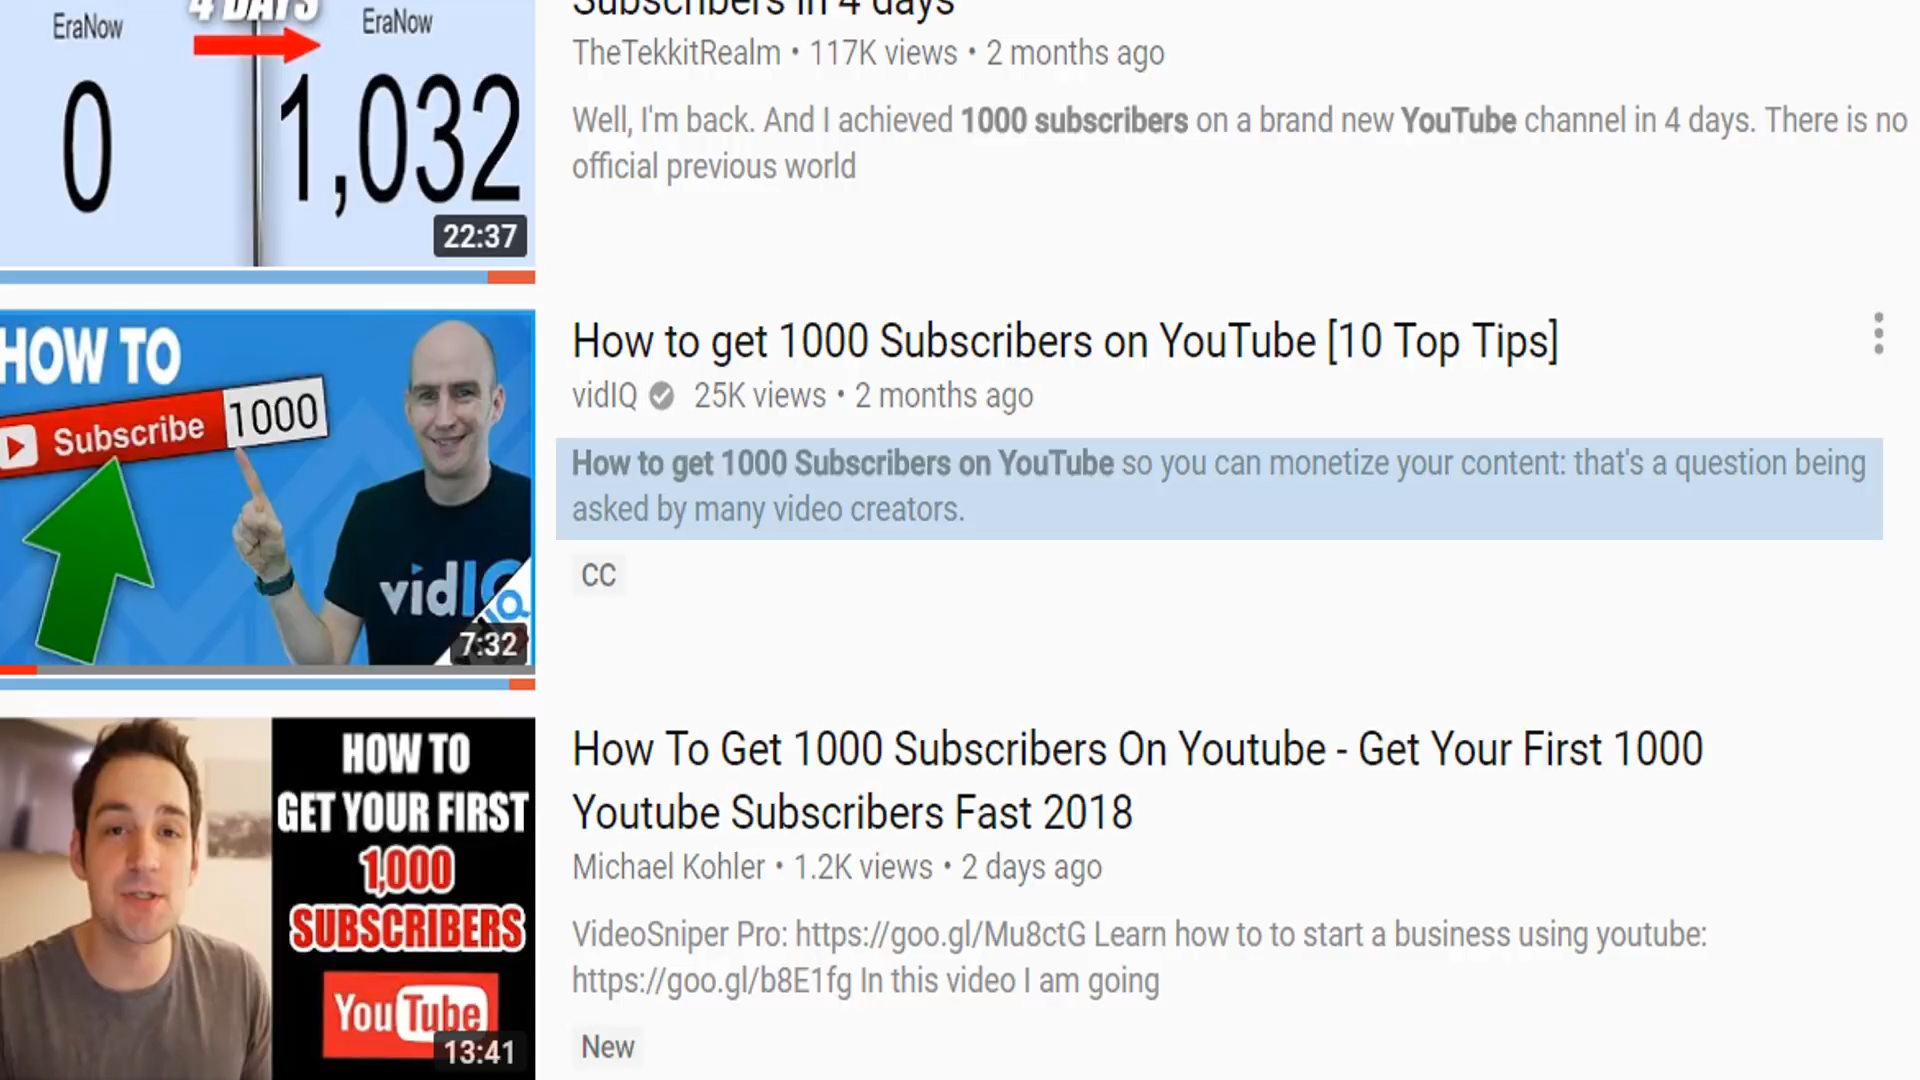 4 DAYS
EraNow
EraNow
0
1,032
22:37
Subscribers in 4 days
TheTekkitRealm • 117K views • 2 months ago
Well, I'm back. And I achieved 1000 subscribers on a brand new YouTube channel in 4 days. There is no
official previous world
HOW TO
Subscribe 1000
vidIQ
7:32
How to get 1000 Subscribers on YouTube [10 Top Tips]
vidIQ 25K views • 2 months ago
How to get 1000 Subscribers on YouTube so you can monetize your content: that's a question being
asked by many video creators.
CC
HOW TO
GET YOUR FIRST
1,000
SUBSCRIBERS
YouTube
13:41
How To Get 1000 Subscribers On Youtube - Get Your First 1000
Youtube Subscribers Fast 2018
Michael Kohler • 1.2K views • 2 days ago
VideoSniper Pro: https://goo.gl/Mu8ctG Learn how to to start a business using youtube:
https://goo.gl/b8E1fg In this video I am going
New